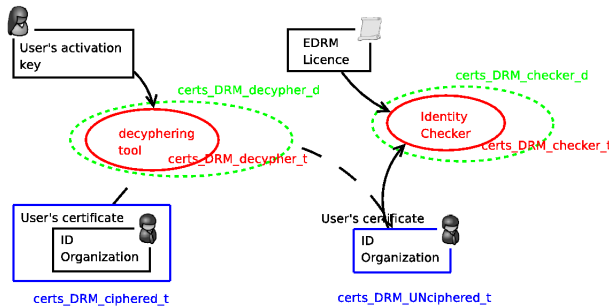 User's activation
key
EDRM
Licence
certs_DRM_decypher_d
certs_DRM_checker_d
decyphering
tool
Identity
Checker
certs_DRM_decypher_t
certs_DRM_checker_t
User's certificate
ID
Organization
User's certificate
ID
Organization
certs_DRM_ciphered_t
certs_DRM_UNciphered_t